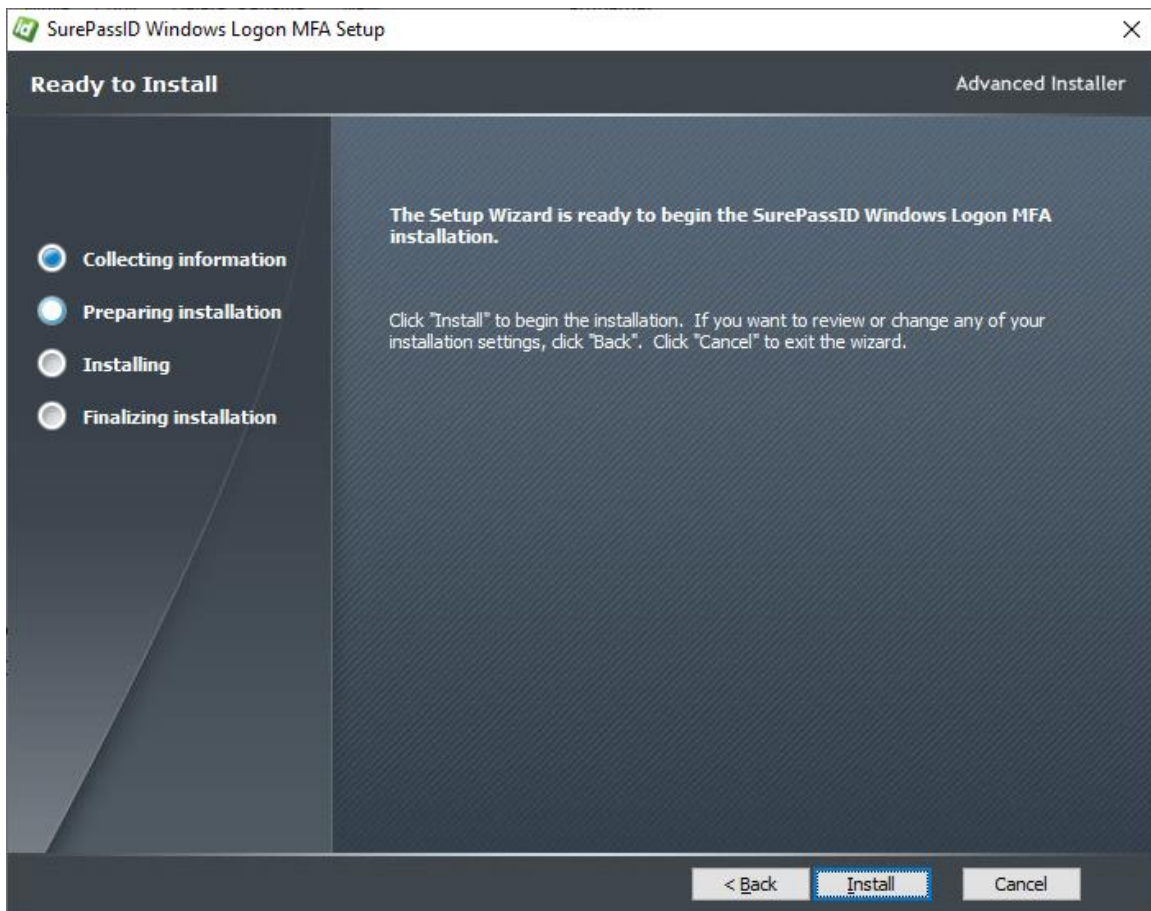 SurePassID Windows Logon MFA Setup
Ready to Install
Advanced Installer
Collecting information
Preparing installation
Installing
Finalizing installation
The Setup Wizard is ready to begin the SurePassID Windows Logon MFA
installation.
Click "Install" to begin the installation. If you want to review or change any of your
installation settings, click "Back". Click "Cancel" to exit the wizard.
< Back
Install
Cancel